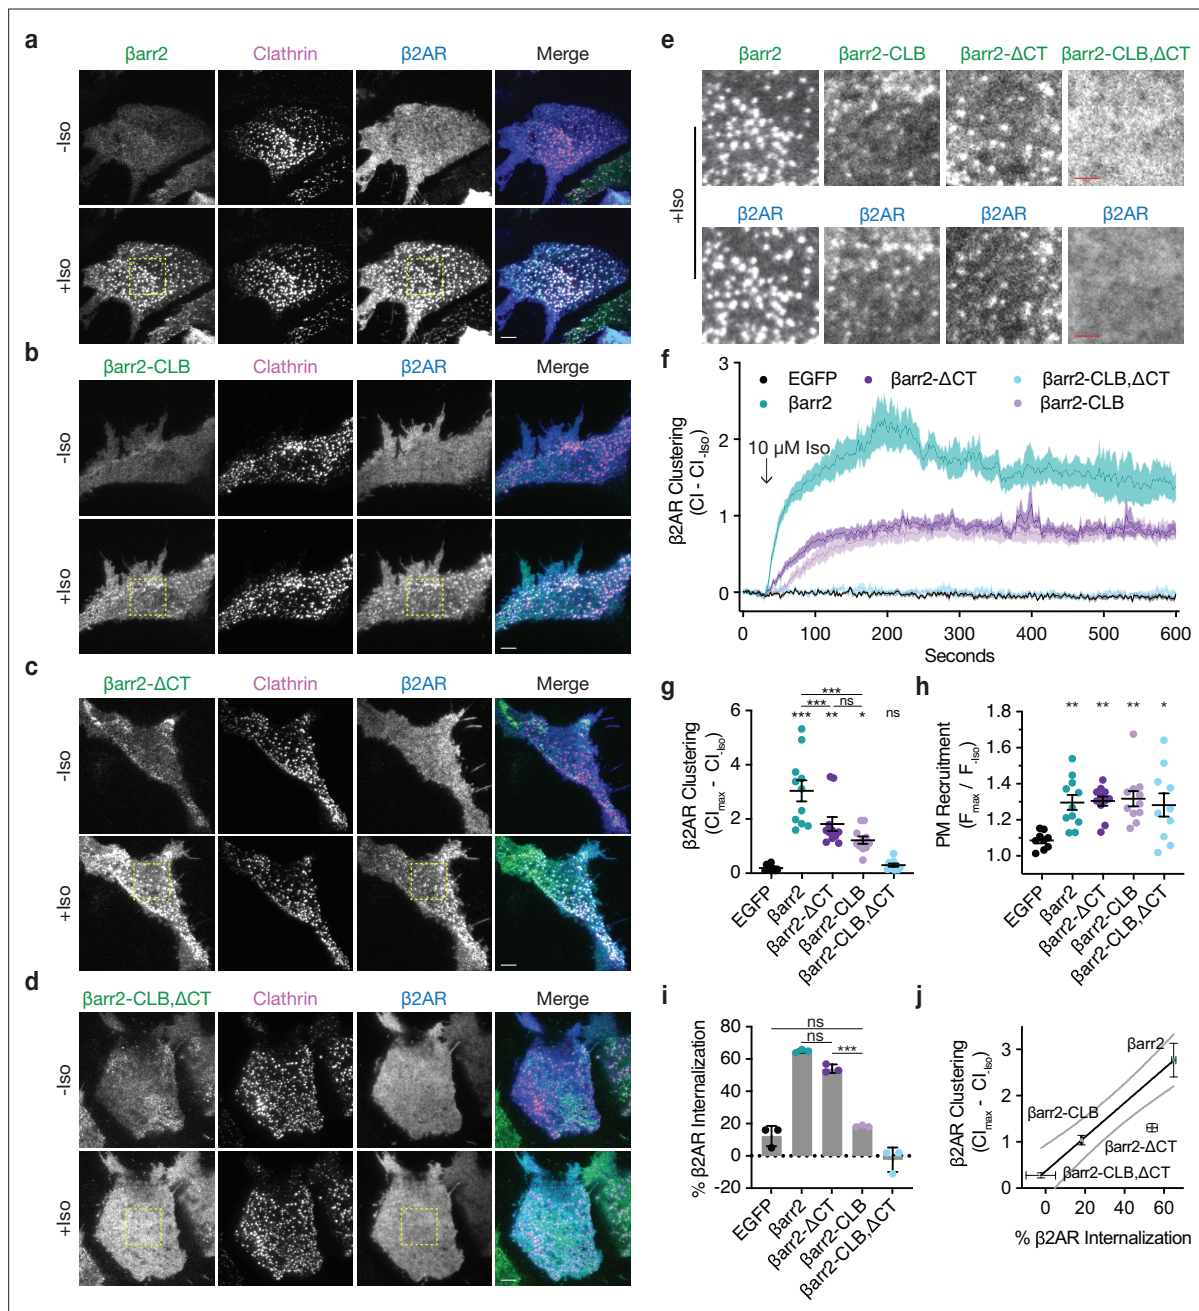 a
βarr2 Clathrin β2AR Merge
-Iso
+Iso
b
βarr2-CLB Clathrin β2AR Merge
-Iso
+Iso
c
βarr2-ΔCT Clathrin β2AR Merge
-Iso
+Iso
d
βarr2-CLB,ΔCT Clathrin β2AR Merge
-Iso
+Iso
e
βarr2 βarr2-CLB βarr2-ΔCT βarr2-CLB,ΔCT
+Iso
β2AR β2AR β2AR β2AR
f
β2AR Clustering
(CI - CI-Iso)
3
2
1
0
EGFP βarr2-ΔCT βarr2-CLB,ΔCT
βarr2 βarr2-CLB
10 μM Iso
0 100 200 300 400 500 600
Seconds
g
β2AR Clustering
(CImax - CI-Iso)
6
4
2
0
***
*** ns
*** ** * ns
EGFP
βarr2
βarr2-ΔCT
βarr2-CLB
βarr2-CLB,ΔCT
h
PM Recruitment
(Fmax / F-Iso)
1.8
1.6
1.4
1.2
1.0
** ** ** *
EGFP
βarr2
βarr2-ΔCT
βarr2-CLB
βarr2-CLB,ΔCT
i
% β2AR Internalization
80
60
40
20
0
-20
ns
ns
***
EGFP
βarr2
βarr2-ΔCT
βarr2-CLB
βarr2-CLB,ΔCT
j
β2AR Clustering
(CImax - CI-Iso)
3
2
1
0
βarr2
βarr2-CLB
βarr2-ΔCT
βarr2-CLB,ΔCT
0 20 40 60
% β2AR Internalization